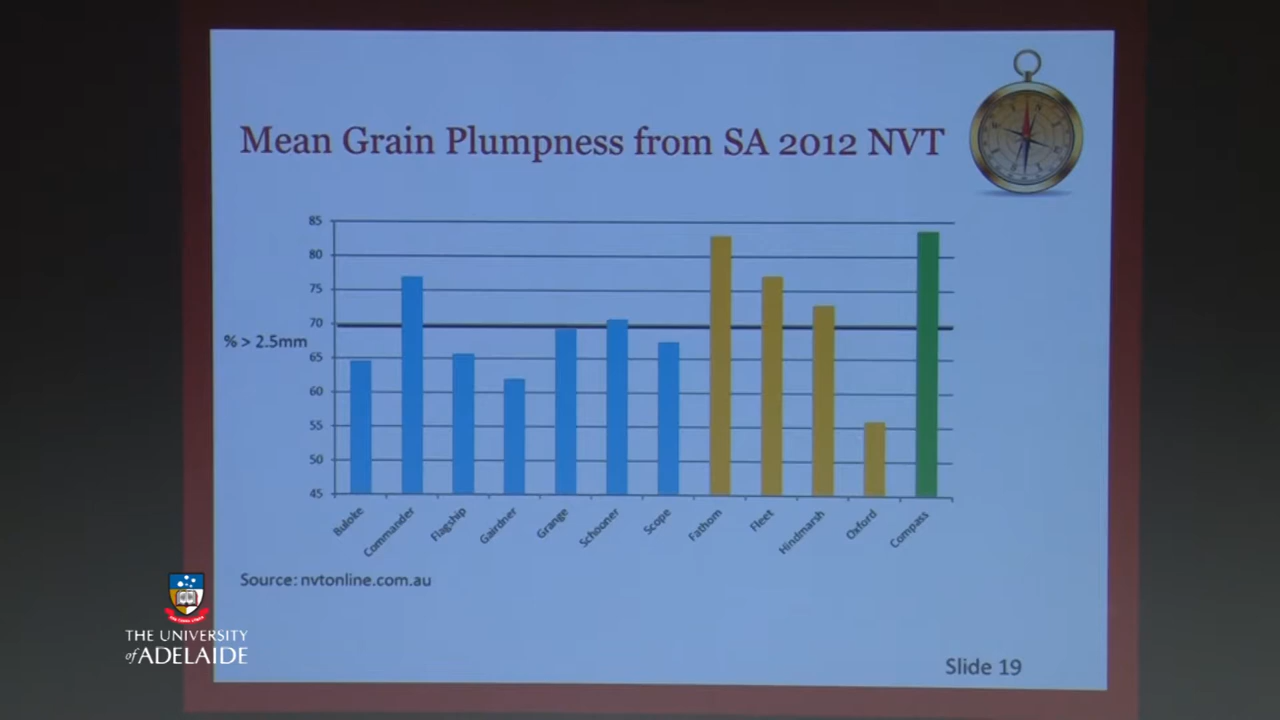 Mean Grain Plumpness from SA 2012 NVT
85
80
75
70
% > 2.5mm
65
60
55
50
45
Buloke
Commander
Flagship
Gairdner
Grange
Schooner
Scope
Fathom
Fleet
Hindmarsh
Oxford
Compass
Source: nvtonline.com.au
THE UNIVERSITY
of ADELAIDE
Slide 19